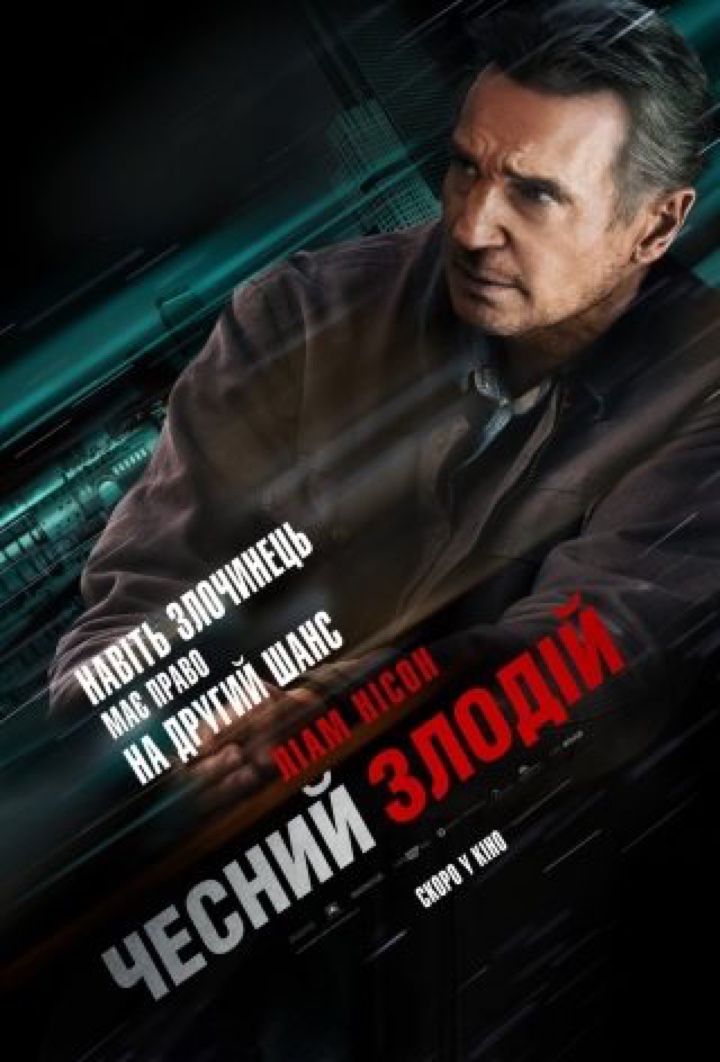 НАВІТЬ ЗЛОЧИНЕЦЬ
МАЄ ПРАВО
НА ДРУГИЙ ШАНС
ЛІАМ НІСОН
ЧЕСНИЙ ЗЛОДІЙ
СКОРО У КІНО